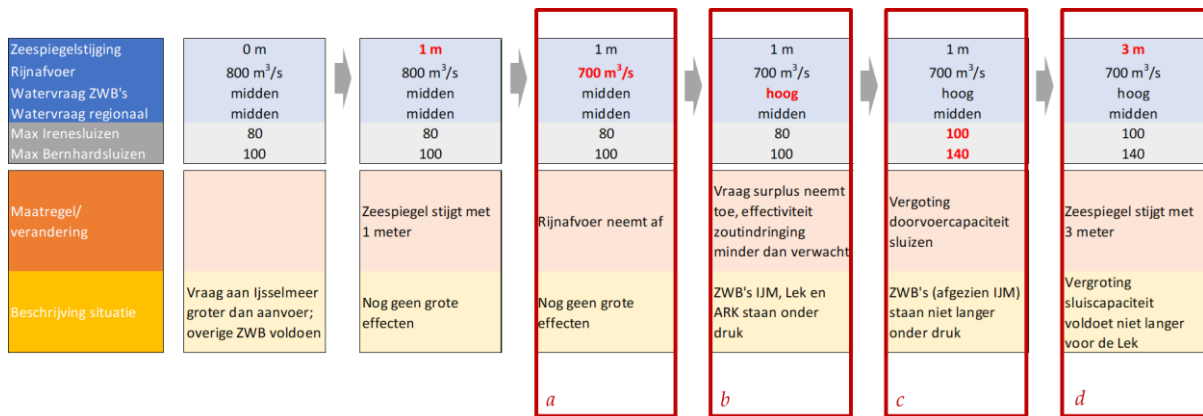 Zeespiegelstijging 0 m 1 m 1 m 1 m 1 m 3 m
Rijnafvoer 800 m³/s 800 m³/s 700 m³/s 700 m³/s 700 m³/s 700 m³/s
Watervraag ZWB's midden midden midden hoog hoog hoog
Watervraag regionaal midden midden midden midden midden midden
Max Irenesluizen 80 80 80 80 100 100
Max Bernhardsluizen 100 100 100 100 140 140
Maatregel/
verandering
Zeespiegel stijgt met
1 meter
Rijnafvoer neemt af
Vraag surplus neemt
toe, effectiviteit
zoutindringing
minder dan verwacht
Vergoting
doorvoercapaciteit
sluizen
Zeespiegel stijgt met
3 meter
Beschrijving situatie
Vraag aan Ijsselmeer
groter dan aanvoer;
overige ZWB voldoen
Nog geen grote
effecten
Nog geen grote
effecten
ZWB's IJM, Lek en
ARK staan onder
druk
ZWB's (afgezien IJM)
staan niet langer
onder druk
Vergroting
sluiscapaciteit
voldoet niet langer
voor de Lek
a b c d